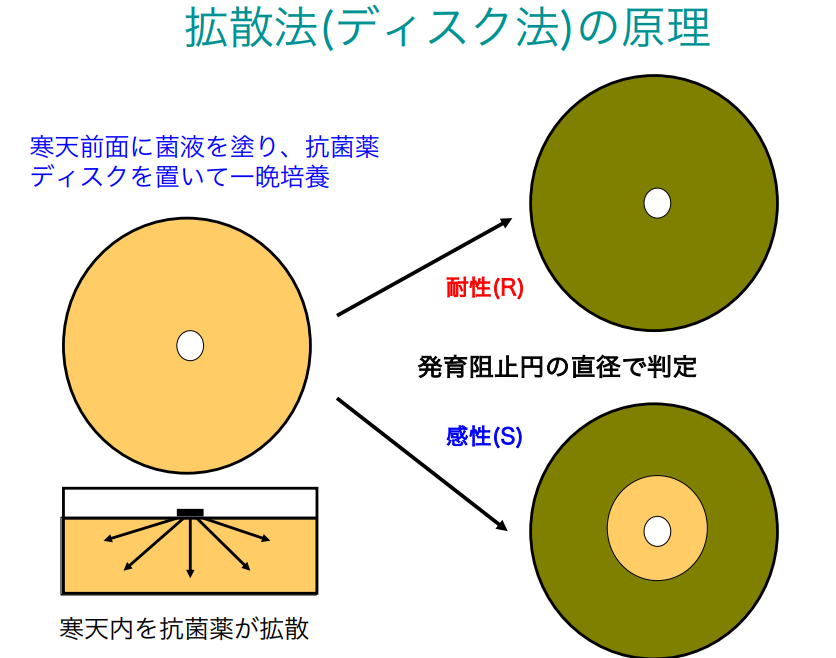 拡散法(ディスク法)の原理
寒天前面に菌液を塗り、抗菌薬
ディスクを置いて一晩培養
耐性(R)
発育阻止円の直径で判定
感性(S)
寒天内を抗菌薬が拡散